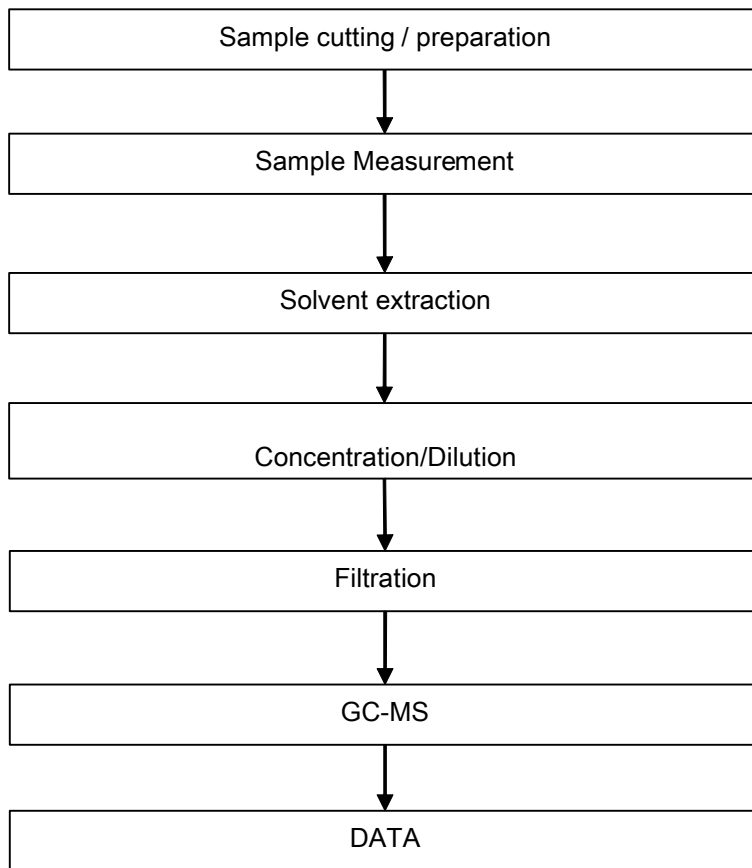 Sample cutting / preparation
Sample Measurement
Solvent extraction
Concentration/Dilution
Filtration
GC-MS
DATA